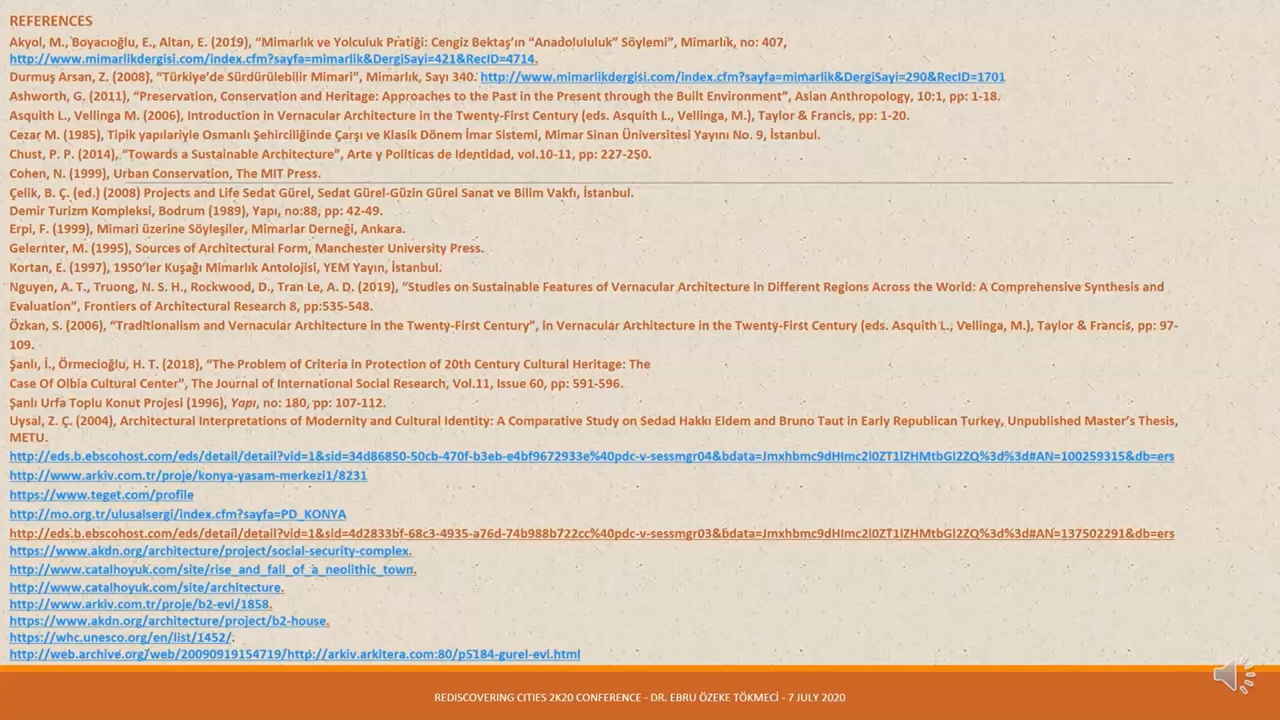 REFERENCES
Akyol, M., Boyacıoğlu, E., Altan, E. (2019), “Mimarlık ve Yolculuk Pratiği: Cengiz Bektaş’ın “Anadolululuk” Söylemi”, Mimarlık, no: 407,
http://www.mimarlikdergisi.com/index.cfm?sayfa=mimarlik&DergiSayi=421&RecID=4714.
Durmuş Arsan, Z. (2008), “Türkiye’de Sürdürülebilir Mimari”, Mimarlık, Sayı 340. http://www.mimarlikdergisi.com/index.cfm?sayfa=mimarlik&DergiSayi=290&RecID=1701
Ashworth, G. (2011), “Preservation, Conservation and Heritage: Approaches to the Past in the Present through the Built Environment”, Asian Anthropology, 10:1, pp: 1-18.
Asquith L., Vellinga M. (2006), Introduction in Vernacular Architecture in the Twenty-First Century (eds. Asquith L., Vellinga, M.), Taylor & Francis, pp: 1-20.
Cezar M. (1985), Tipik yapılariyle Osmanlı Şehirciliğinde Çarşı ve Klasik Dönem İmar Sistemi, Mimar Sinan Üniversitesi Yayını No. 9, İstanbul.
Chust, P. P. (2014), “Towards a Sustainable Architecture”, Arte y Politicas de Identidad, vol.10-11, pp: 227-250.
Cohen, N. (1999), Urban Conservation, The MIT Press.
Çelik, B. Ç. (ed.) (2008) Projects and Life Sedat Gürel, Sedat Gürel-Güzin Gürel Sanat ve Bilim Vakfı, İstanbul.
Demir Turizm Kompleksi, Bodrum (1989), Yapı, no:88, pp: 42-49.
Erpi, F. (1999), Mimari üzerine Söyleşiler, Mimarlar Derneği, Ankara.
Gelernter, M. (1995), Sources of Architectural Form, Manchester University Press.
Kortan, E. (1997), 1950’ler Kuşağı Mimarlık Antolojisi, YEM Yayın, İstanbul.
Nguyen, A. T., Truong, N. S. H., Rockwood, D., Tran Le, A. D. (2019), “Studies on Sustainable Features of Vernacular Architecture in Different Regions Across the World: A Comprehensive Synthesis and
Evaluation”, Frontiers of Architectural Research 8, pp:535-548.
Özkan, S. (2006), “Traditionalism and Vernacular Architecture in the Twenty-First Century”, in Vernacular Architecture in the Twenty-First Century (eds. Asquith L., Vellinga, M.), Taylor & Francis, pp: 97-
109.
Şanlı, İ., Örmecioğlu, H. T. (2018), “The Problem of Criteria in Protection of 20th Century Cultural Heritage: The
Case Of Olbia Cultural Center”, The Journal of International Social Research, Vol.11, Issue 60, pp: 591-596.
Şanlı Urfa Toplu Konut Projesi (1996), Yapı, no: 180, pp: 107-112.
Uysal, Z. Ç. (2004), Architectural Interpretations of Modernity and Cultural Identity: A Comparative Study on Sedad Hakkı Eldem and Bruno Taut in Early Republican Turkey, Unpublished Master’s Thesis,
METU.
http://eds.b.ebscohost.com/eds/detail/detail?vid=1&sid=34d86850-50cb-470f-b3eb-e4bf9672933e%40pdc-v-sessmgr04&bdata=Jmxhbmc9dHImc2l0ZT1lZHMtbGl2ZQ%3d%3d#AN=100259315&db=ers
http://www.arkiv.com.tr/proje/konya-yasam-merkezi1/8231
https://www.teget.com/profile
http://mo.org.tr/ulusalsergi/index.cfm?sayfa=PD_KONYA
http://eds.b.ebscohost.com/eds/detail/detail?vid=1&sid=4d2833bf-68c3-4935-a76d-74b988b722cc%40pdc-v-sessmgr03&bdata=Jmxhbmc9dHImc2l0ZT1lZHMtbGl2ZQ%3d%3d#AN=137502291&db=ers
https://www.akdn.org/architecture/project/social-security-complex.
http://www.catalhoyuk.com/site/rise_and_fall_of_a_neolithic_town.
http://www.catalhoyuk.com/site/architecture.
http://www.arkiv.com.tr/proje/b2-evi/1858.
https://www.akdn.org/architecture/project/b2-house.
https://whc.unesco.org/en/list/1452/.
http://web.archive.org/web/20090919154719/http://arkiv.arkitera.com:80/p5184-gurel-evi.html
REDISCOVERING CITIES 2K20 CONFERENCE - DR. EBRU ÖZEKE TÖKMECİ - 7 JULY 2020